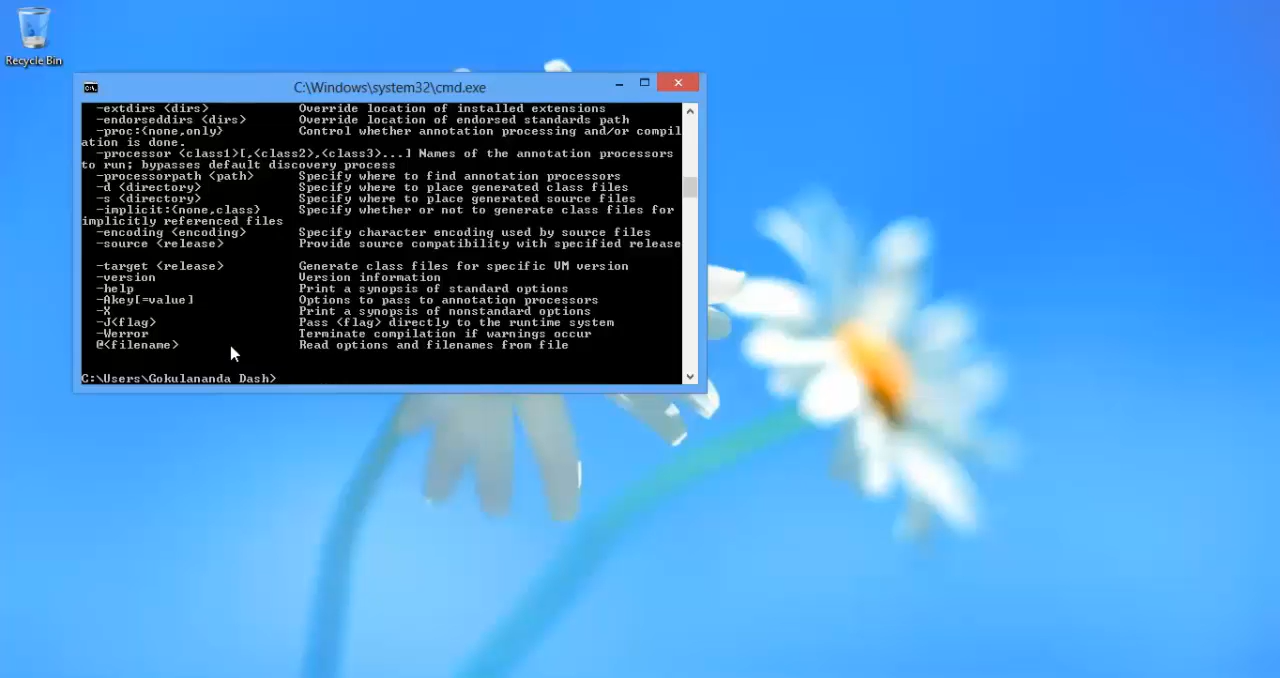 Recycle Bin
C:\Windows\system32\cmd.exe
-extdirs <dirs> Override location of installed extensions
-endorseddirs <dirs> Override location of endorsed standards path
-proc:{none,only} Control whether annotation processing and/or compil
ation is done.
-processor <class1>[,<class2>,<class3>...] Names of the annotation processors
to run; bypasses default discovery process
-processorpath <path> Specify where to find annotation processors
-d <directory> Specify where to place generated class files
-s <directory> Specify where to place generated source files
-implicit:{none,class} Specify whether or not to generate class files for
implicitly referenced files
-encoding <encoding> Specify character encoding used by source files
-source <release> Provide source compatibility with specified release
-target <release> Generate class files for specific VM version
-version Version information
-help Print a synopsis of standard options
-Akey[=value] Options to pass to annotation processors
-X Print a synopsis of nonstandard options
-J<flag> Pass <flag> directly to the runtime system
-Werror Terminate compilation if warnings occur
@<filename> Read options and filenames from file
C:\Users\Gokulananda Dash>